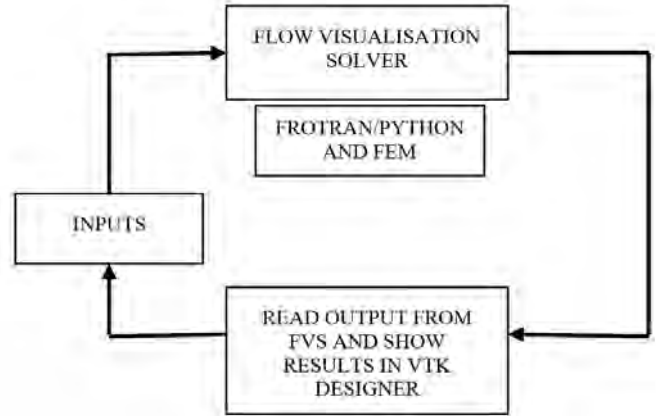 FLOW VISUALISATION
SOLVER
FROTRAN/PYTHON
AND FEM
INPUTS
READ OUTPUT FROM
FVS AND SHOW
RESULTS IN VTK
DESIGNER